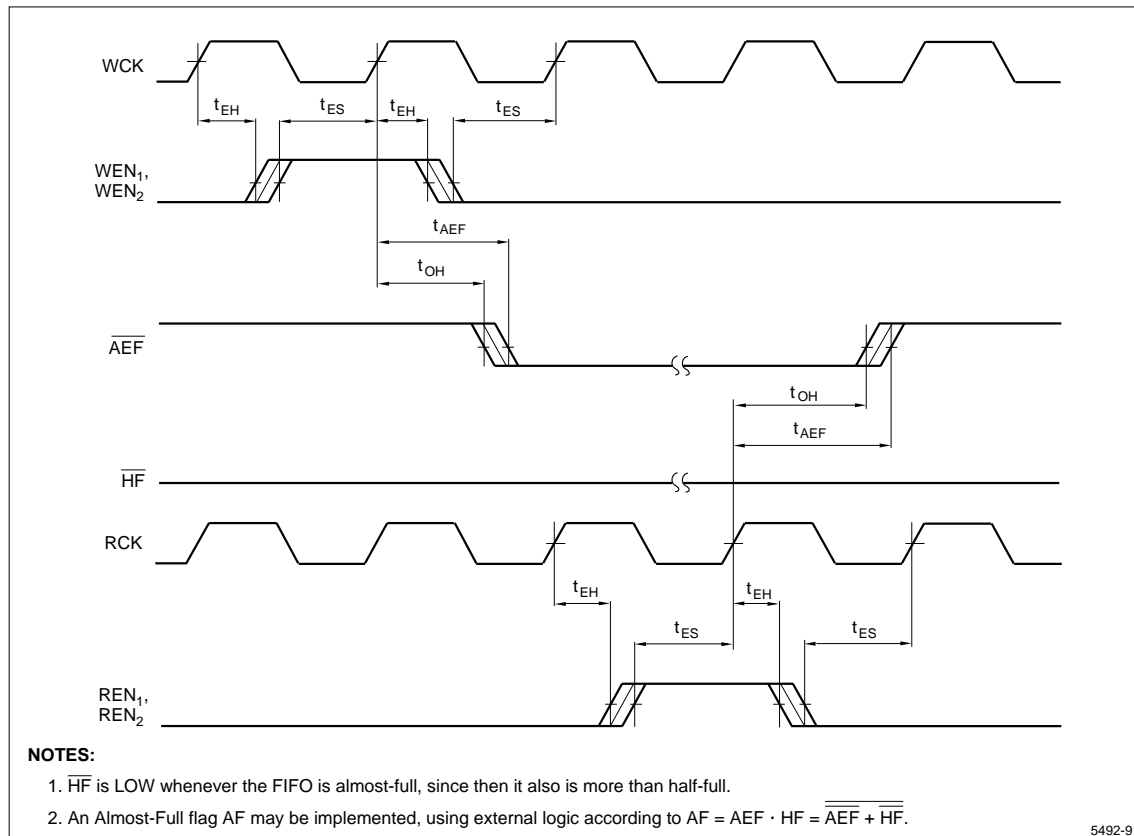 WCK
tEH tES tEH tES
WEN1,
WEN2
tAEF
tOH
A̅E̅F̅
tOH
tAEF
H̅F̅
RCK
tEH tEH
tES tES
REN1,
REN2
NOTES:
1. H̅F̅ is LOW whenever the FIFO is almost-full, since then it also is more than half-full.
2. An Almost-Full flag AF may be implemented, using external logic according to AF = AEF · HF = $\overline{\overline{AEF} + \overline{HF}}$.
5492-9